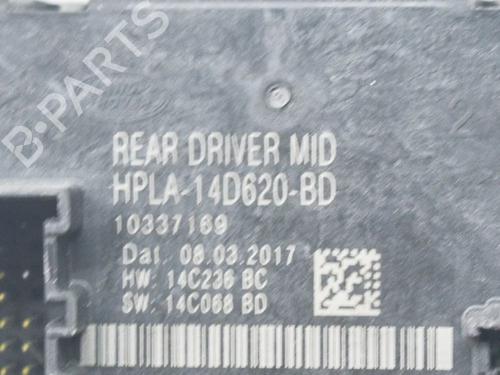 B-PARTS
REAR DRIVER MID
HPLA-14D620-BD
10337169
Dat. 08.03.2017
HW: 14C236 BC
SW: 14C068 BD